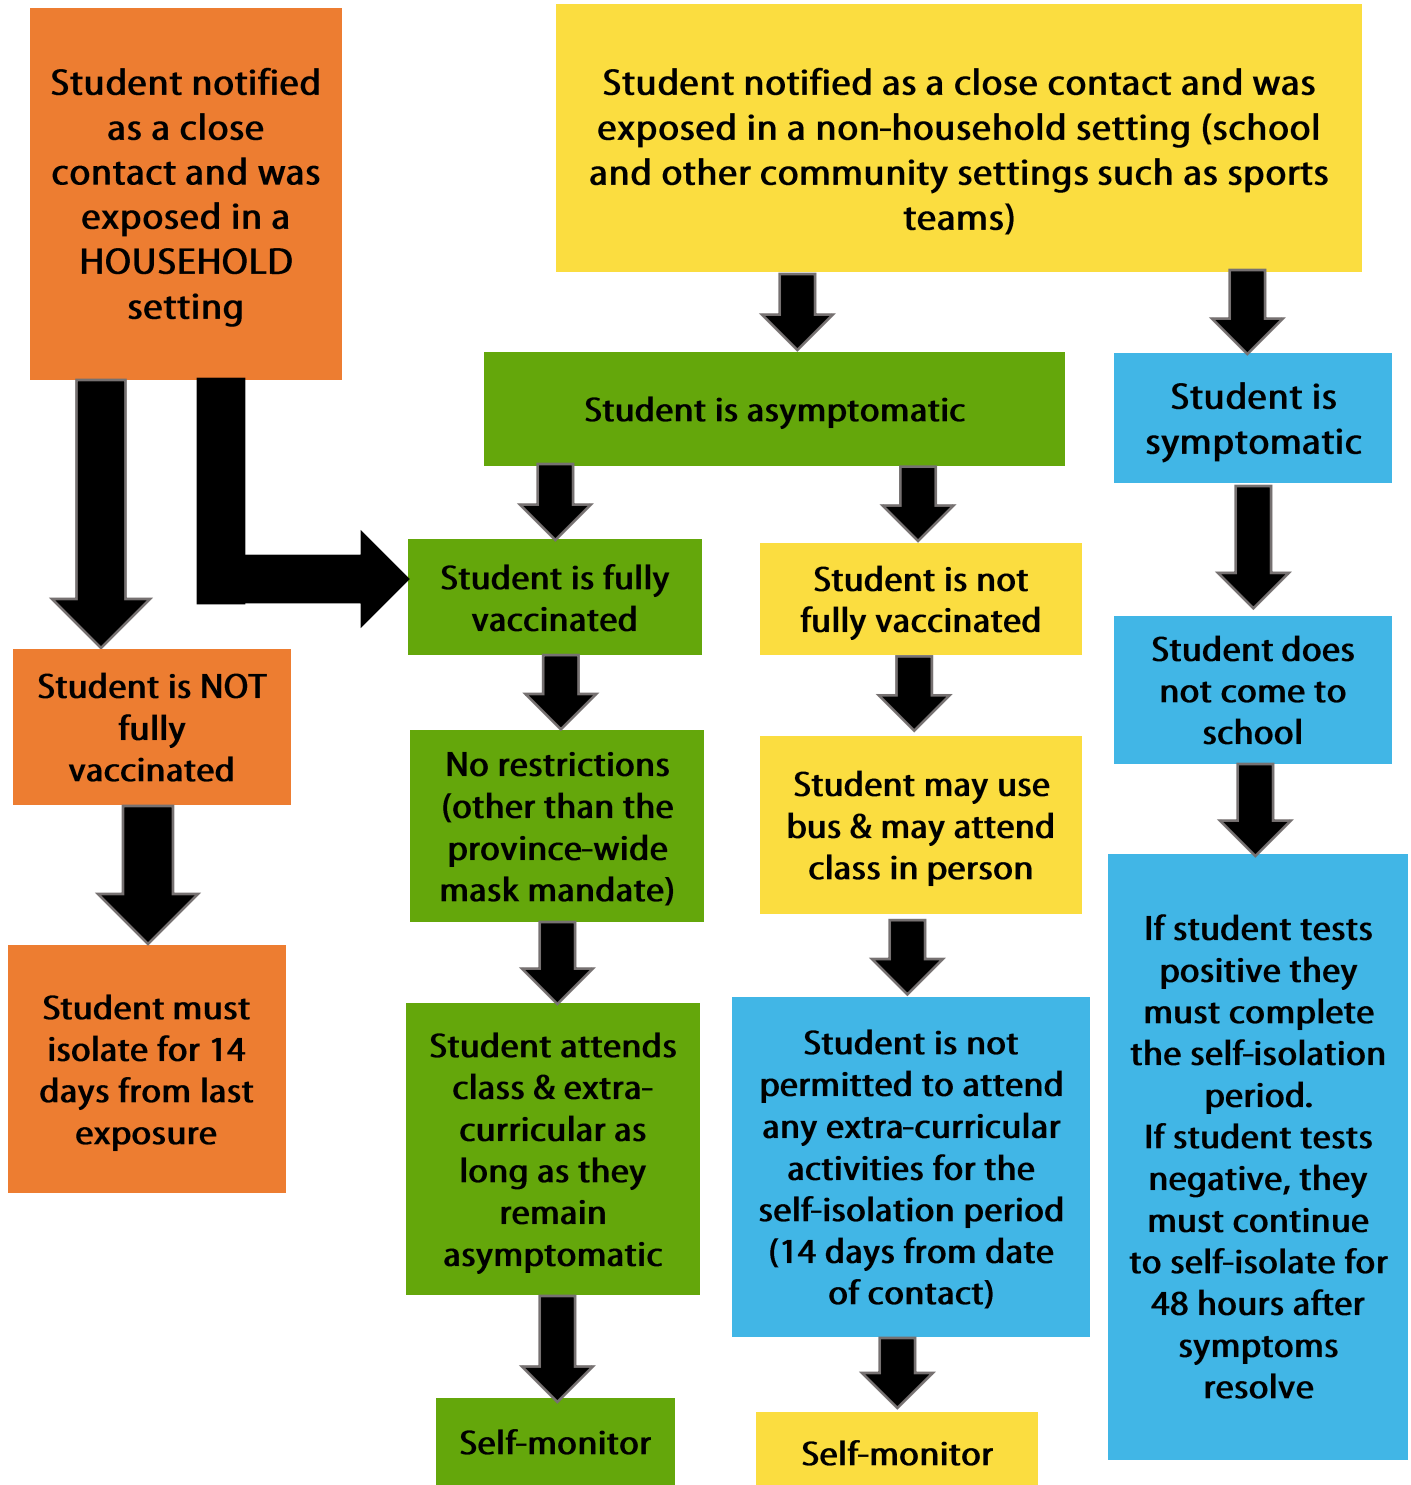 Student notified
as a close
contact and was
exposed in a
HOUSEHOLD
setting
Student notified as a close contact and was
exposed in a non-household setting (school
and other community settings such as sports
teams)
Student is asymptomatic
Student is
symptomatic
Student is fully
vaccinated
Student is not
fully vaccinated
Student does
not come to
school
Student is NOT
fully
vaccinated
No restrictions
(other than the
province-wide
mask mandate)
Student may use
bus & may attend
class in person
If student tests
positive they
must complete
the self-isolation
period.
If student tests
negative, they
must continue
to self-isolate for
48 hours after
symptoms
resolve
Student must
isolate for 14
days from last
exposure
Student attends
class & extra-
curricular as
long as they
remain
asymptomatic
Student is not
permitted to attend
any extra-curricular
activities for the
self-isolation period
(14 days from date
of contact)
Self-monitor
Self-monitor